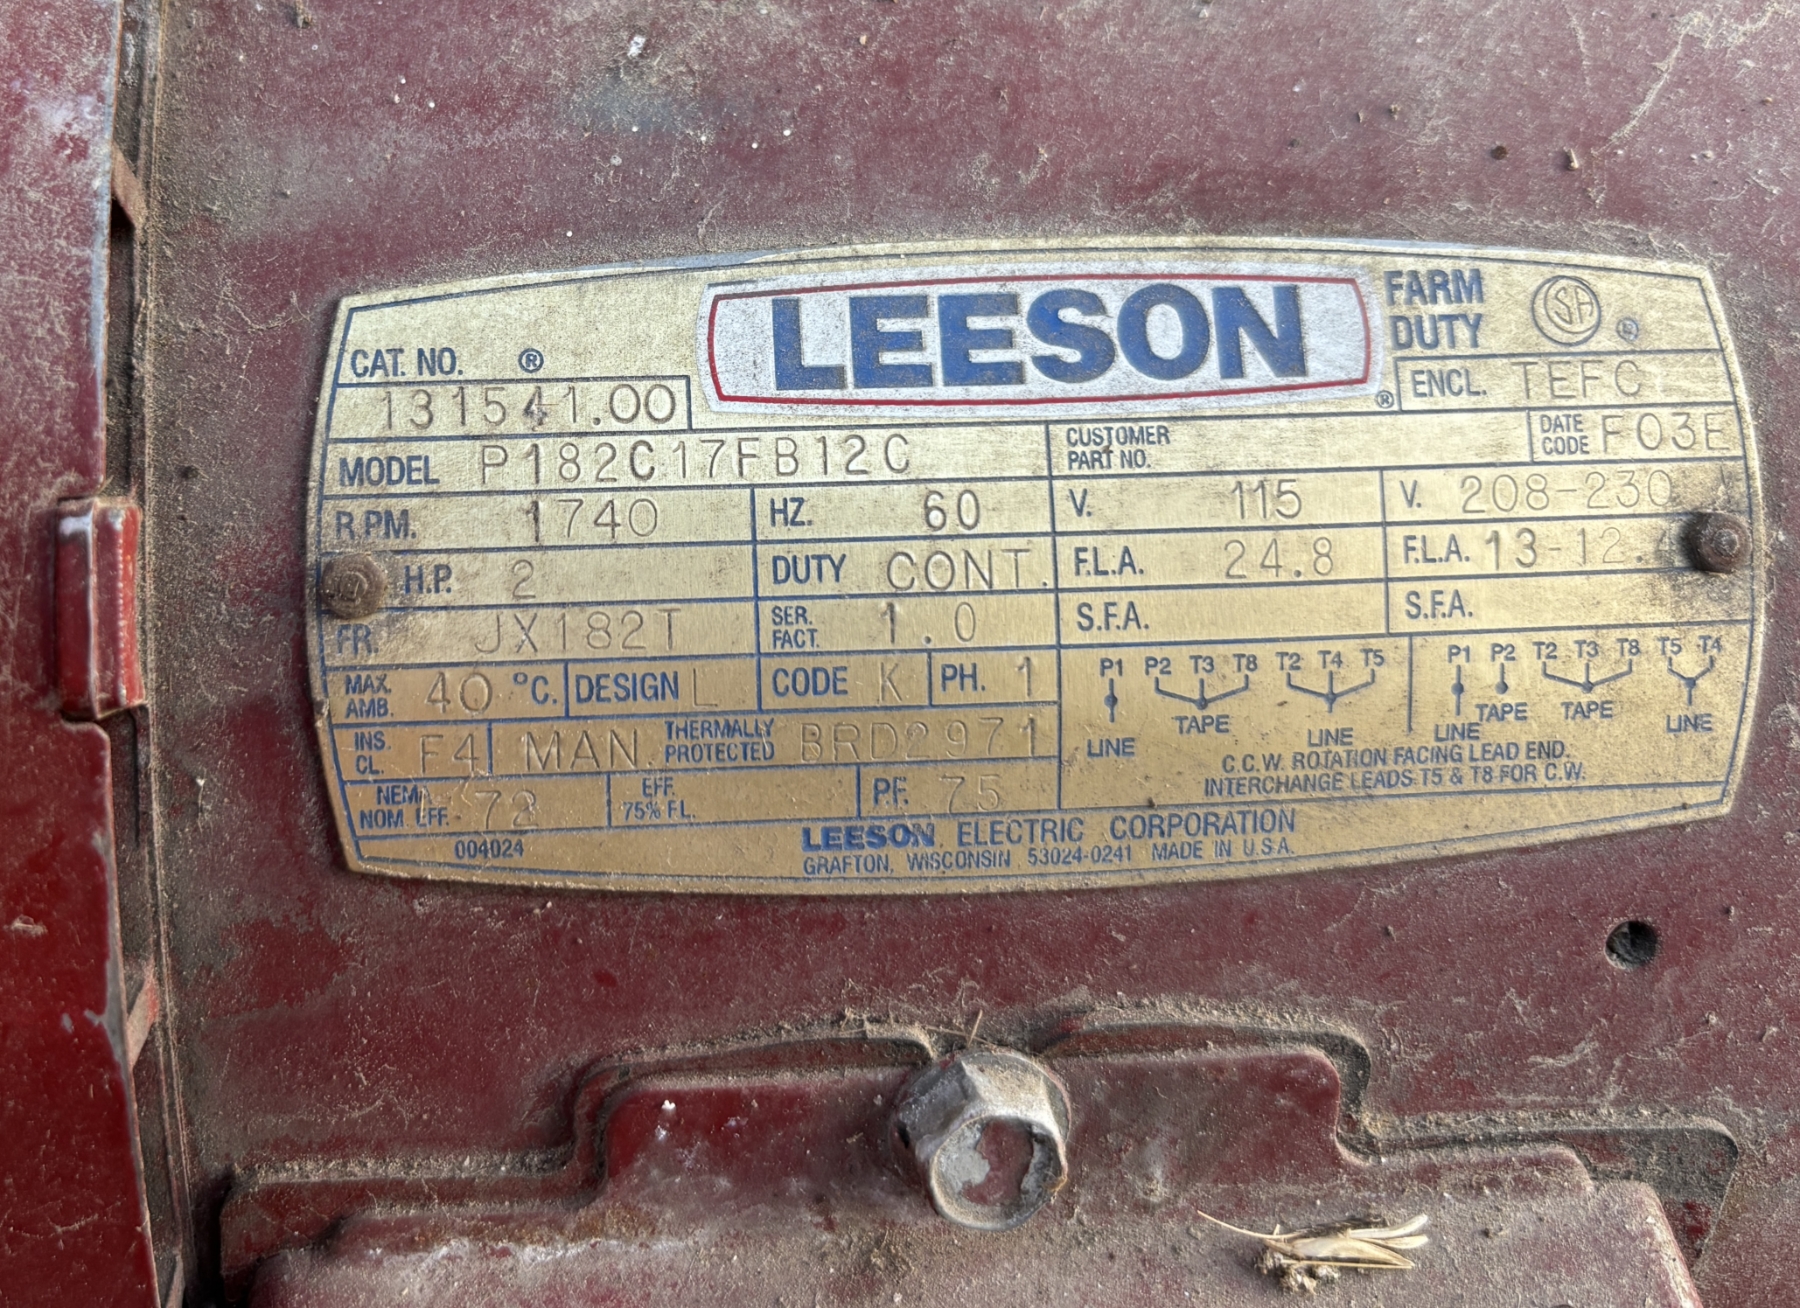 LEESON ®
FARM DUTY
CSA ®
CAT. NO. ® 131541.00
ENCL. TEFC
MODEL P182C17FB12C
CUSTOMER PART NO.
DATE CODE F03E
R.P.M. 1740 HZ. 60 V. 115 V. 208-230
H.P. 2 DUTY CONT. F.L.A. 24.8 F.L.A. 13-12.4
FR. JX182T SER. FACT. 1.0 S.F.A. S.F.A.
MAX. AMB. 40 °C. DESIGN L CODE K PH. 1
INS. CL. F4 MAN. THERMALLY PROTECTED BRD2971
NEMA NOM. EFF. 72 EFF. 75% F.L. P.F. 75
P1 P2 T3 T8 T2 T4 T5
LINE TAPE LINE
P1 P2 T2 T3 T8 T5 T4
LINE TAPE TAPE LINE
C.C.W. ROTATION FACING LEAD END.
INTERCHANGE LEADS T5 & T8 FOR C.W.
004024
LEESON ELECTRIC CORPORATION
GRAFTON, WISCONSIN 53024-0241 MADE IN U.S.A.